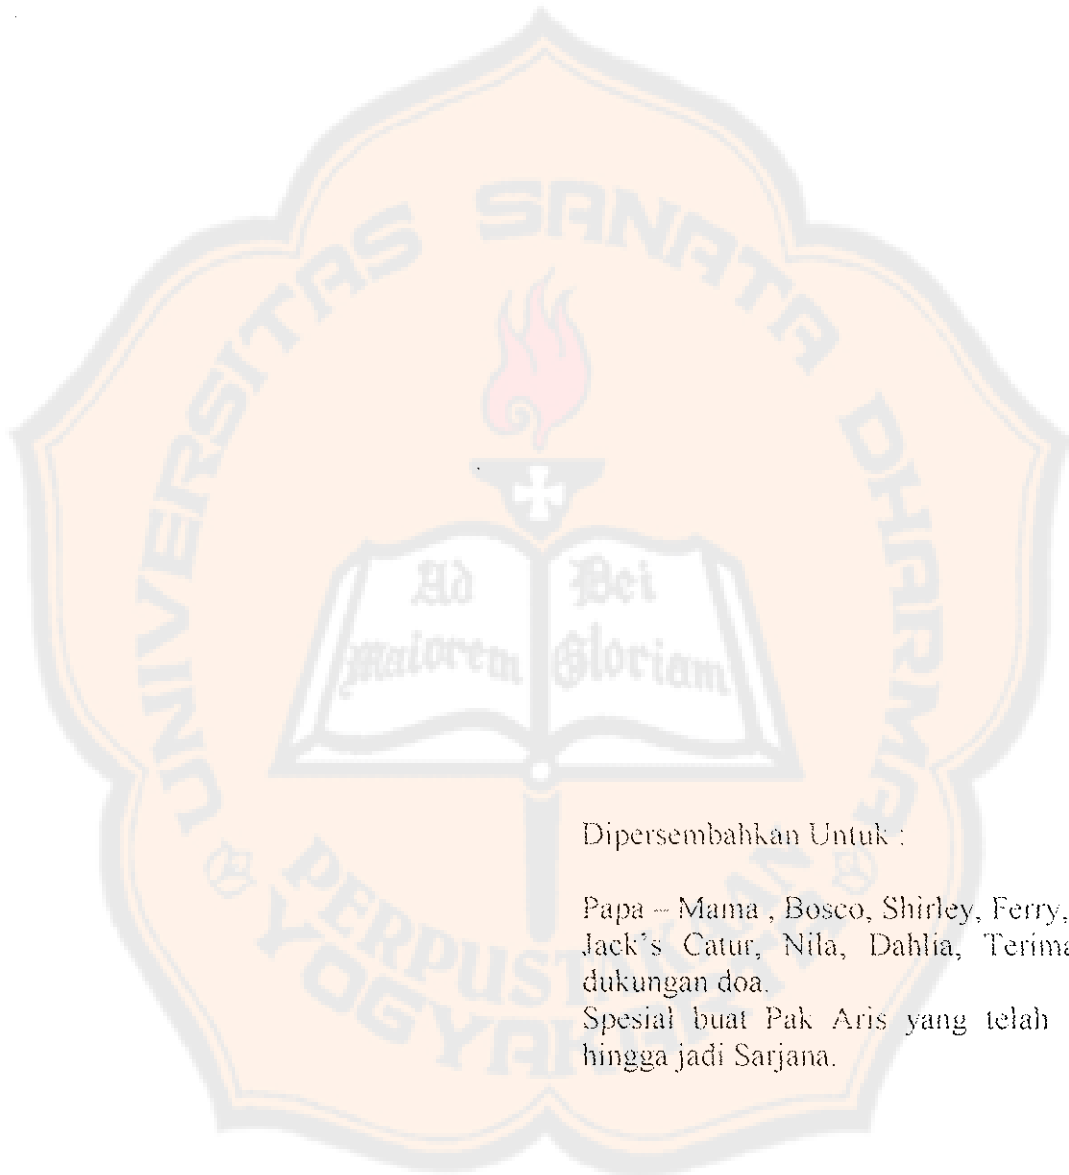 UNIVERSITAS SANATA DHARMA
Ad Dei
Maiorem Gloriam
PERPUSTAKAAN
YOGYAKARTA
Dipersembahkan Untuk :
Papa – Mama , Bosco, Shirley, Ferry,
Jack's Catur, Nila, Dahlia, Terima
dukungan doa.
Spesial buat Pak Aris yang telah
hingga jadi Sarjana.